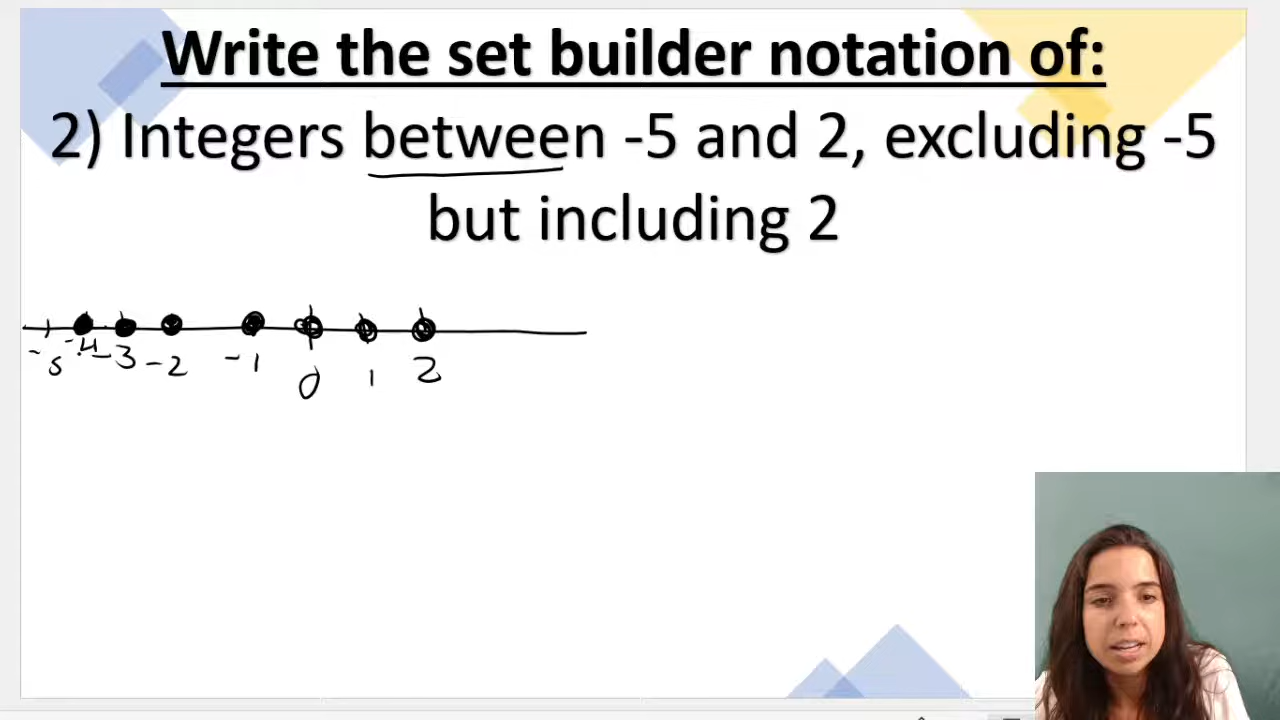 Write the set builder notation of:
2) Integers between -5 and 2, excluding -5
but including 2
-5 -4 -3 -2 -1 0 1 2